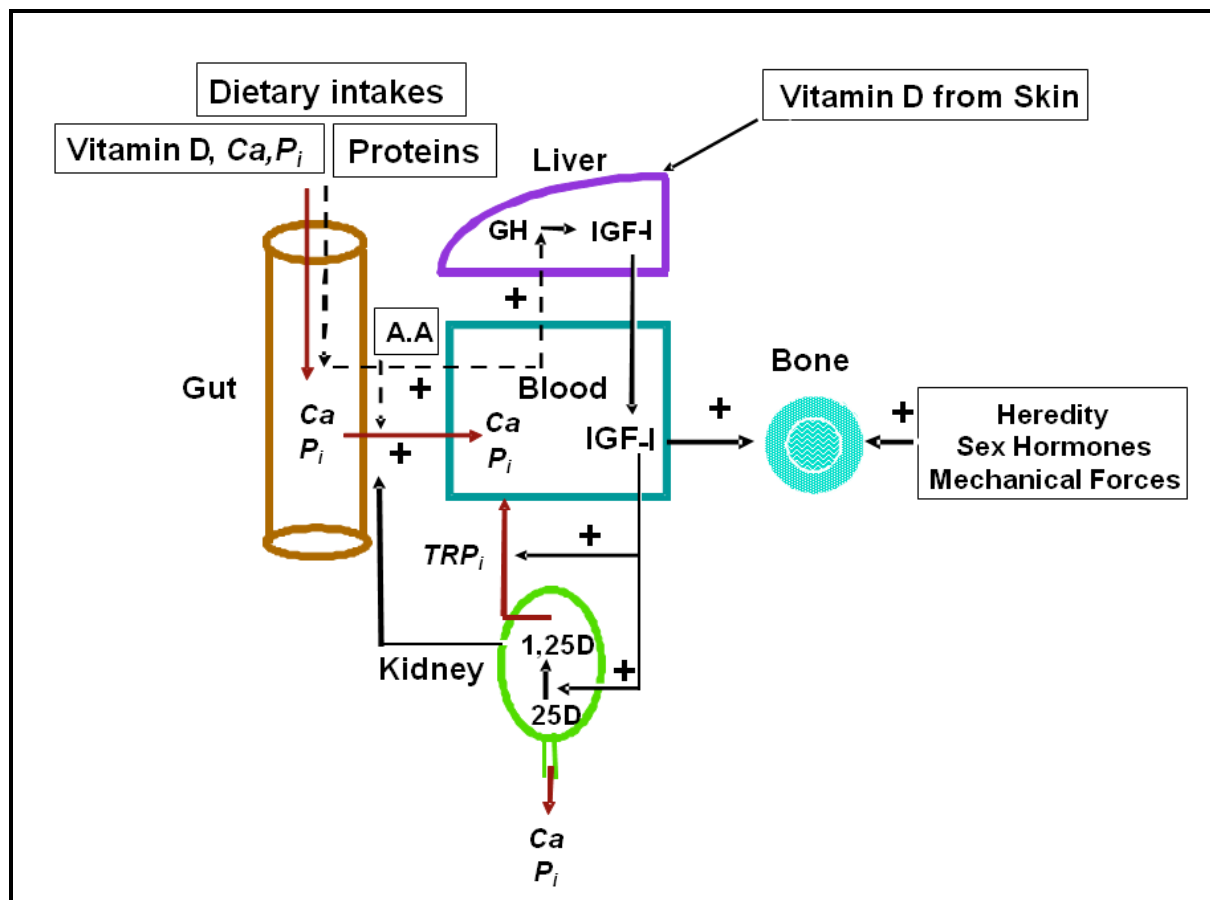 Dietary intakes
Vitamin D, Ca,Pi
Proteins
Vitamin D from Skin
Liver
GH
IGF-I
+
A.A
Gut
+
Blood
Bone
Ca
Pi
+
Ca
Pi
IGF-I
+
+
Heredity
Sex Hormones
Mechanical Forces
TRPi
+
1,25D
Kidney
+
25D
Ca
Pi